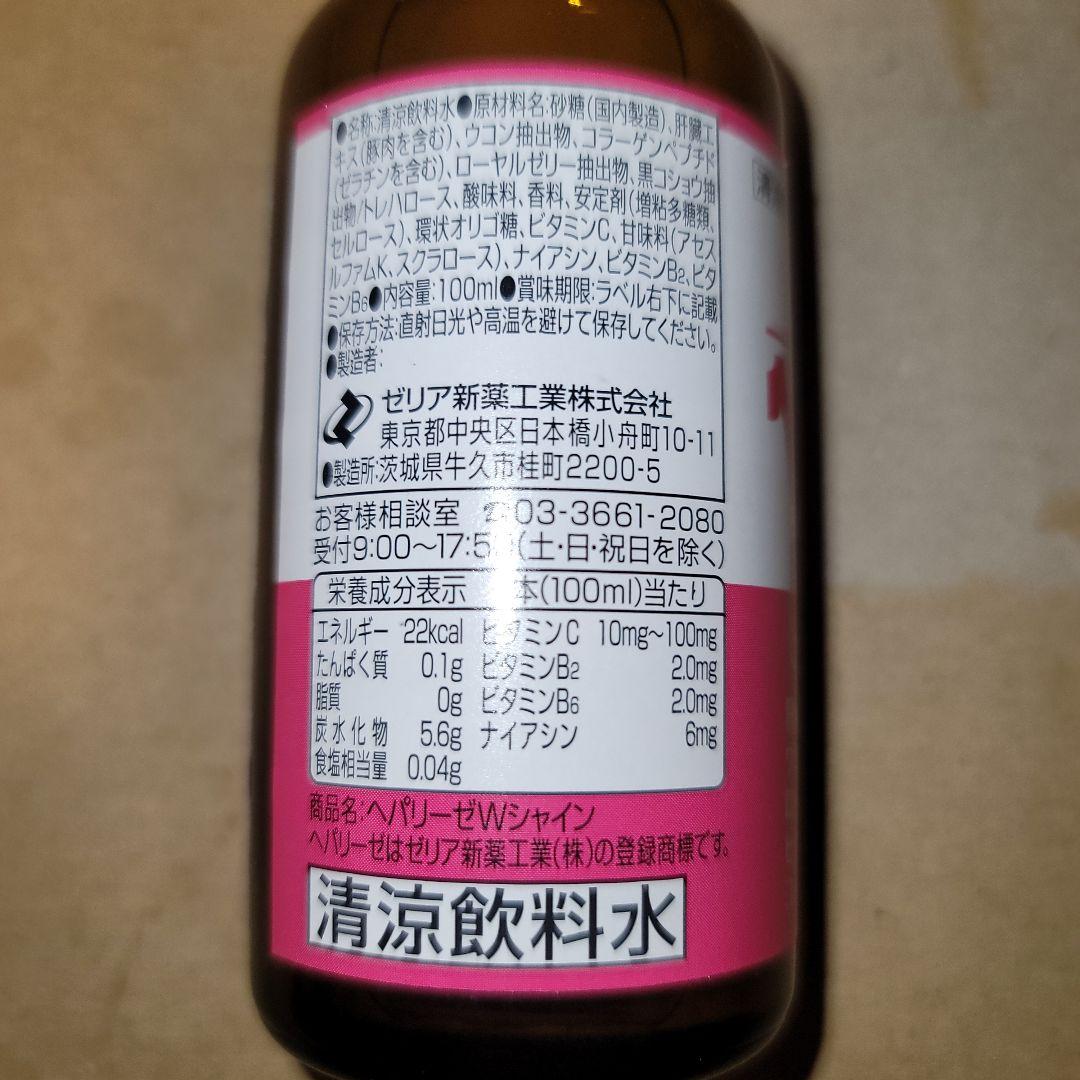 ●名称:清涼飲料水●原材料名:砂糖(国内製造)、肝臓エ
キス(豚肉を含む)、ウコン抽出物、コラーゲンペプチド
(ゼラチンを含む)、ローヤルゼリー抽出物、黒コショウ抽
出物/トレハロース、酸味料、香料、安定剤(増粘多糖類、
セルロース)、環状オリゴ糖、ビタミンC、甘味料(アセス
ルファムK、スクラロース)、ナイアシン、ビタミンB2、ビタ
ミンB6●内容量:100ml●賞味期限:ラベル右下に記載
●保存方法:直射日光や高温を避けて保存してください。
●製造者:
ゼリア新薬工業株式会社
東京都中央区日本橋小舟町10-11
●製造所:茨城県牛久市桂町2200-5
お客様相談室 03-3661-2080
受付9:00〜17:5 (土・日・祝日を除く)
栄養成分表示 本(100ml)当たり
エネルギー 22kcal ビタミンC 10mg〜100mg
たんぱく質 0.1g ビタミンB2 2.0mg
脂質 0g ビタミンB6 2.0mg
炭水化物 5.6g ナイアシン 6mg
食塩相当量 0.04g
商品名:ヘパリーゼWシャイン
ヘパリーゼはゼリア新薬工業(株)の登録商標です。
清涼飲料水